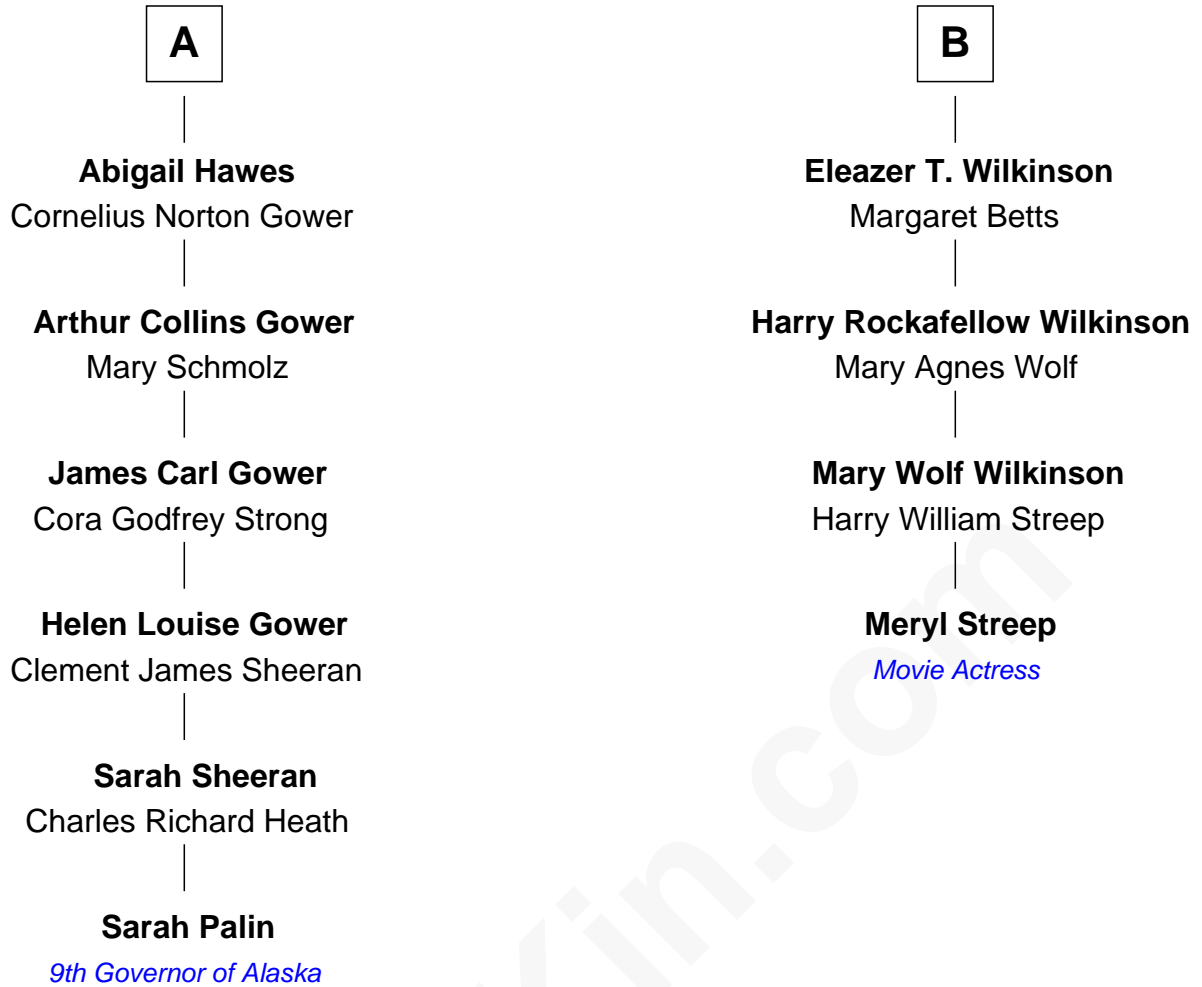 A
Abigail Hawes
Cornelius Norton Gower
Arthur Collins Gower
Mary Schmolz
James Carl Gower
Cora Godfrey Strong
Helen Louise Gower
Clement James Sheeran
Sarah Sheeran
Charles Richard Heath
Sarah Palin
9th Governor of Alaska
B
Eleazer T. Wilkinson
Margaret Betts
Harry Rockafellow Wilkinson
Mary Agnes Wolf
Mary Wolf Wilkinson
Harry William Streep
Meryl Streep
Movie Actress